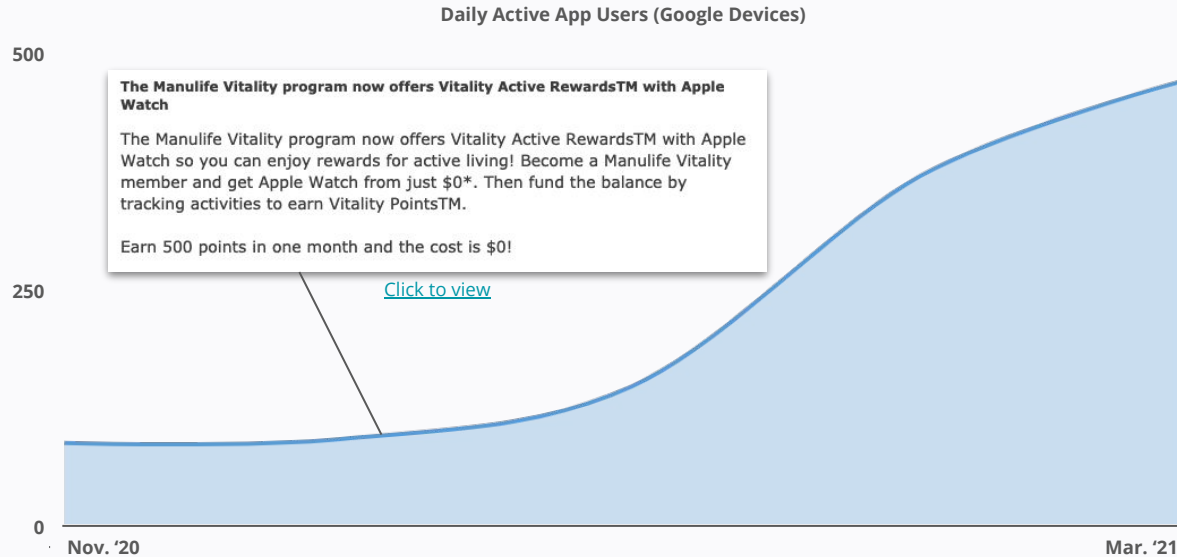 Daily Active App Users (Google Devices)
500
The Manulife Vitality program now offers Vitality Active RewardsTM with Apple
Watch
The Manulife Vitality program now offers Vitality Active RewardsTM with Apple
Watch so you can enjoy rewards for active living! Become a Manulife Vitality
member and get Apple Watch from just $0*. Then fund the balance by
tracking activities to earn Vitality PointsTM.
Earn 500 points in one month and the cost is $0!
250
Click to view
0
Nov. ‘20
Mar. ‘21